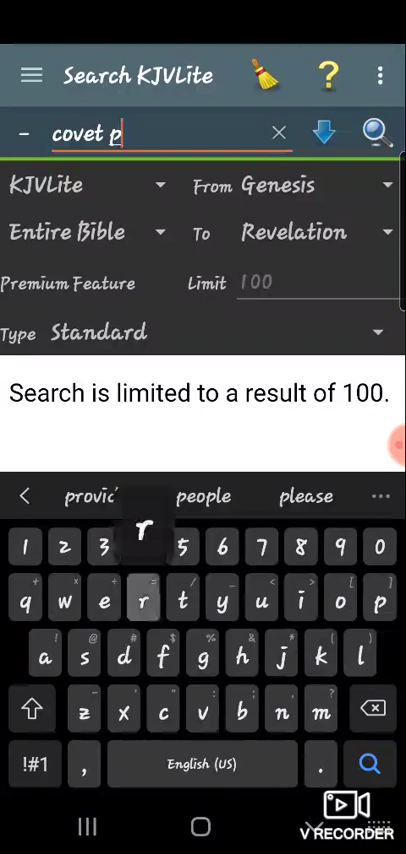 Search KJVLite ?
- covet p
KJVLite From Genesis
Entire Bible To Revelation
Premium Feature Limit 100
Type Standard
Search is limited to a result of 100.
people please
r
1 2 3 5 6 7 8 9 0
q w e r t y u i o p
a s d f g h j k l
z x c v b n m
!#1 , English (US) .
V RECORDER